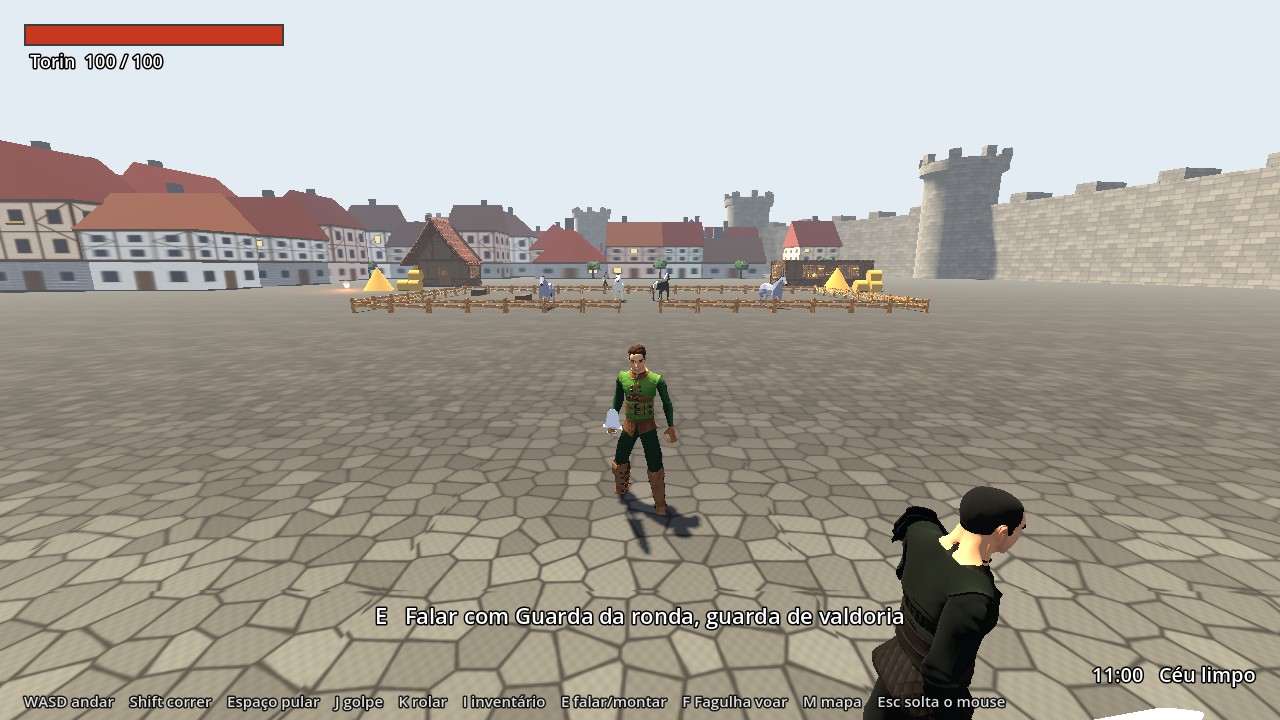 Torin 100 / 100
E Falar com Guarda da ronda, guarda de valdoria
11:00 Céu limpo
WASD andar Shift correr Espaço pular J golpe K rolar I inventário E falar/montar F Fagulha voar M mapa Esc solta o mouse